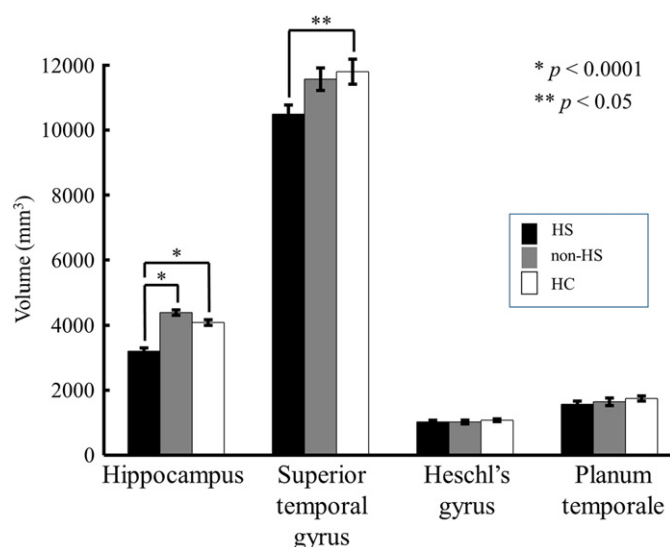 **
12000
* p < 0.0001
** p < 0.05
10000
8000
Volume (mm³)
HS
non-HS
HC
6000
*
*
4000
2000
0
Hippocampus
Superior temporal gyrus
Heschl's gyrus
Planum temporale